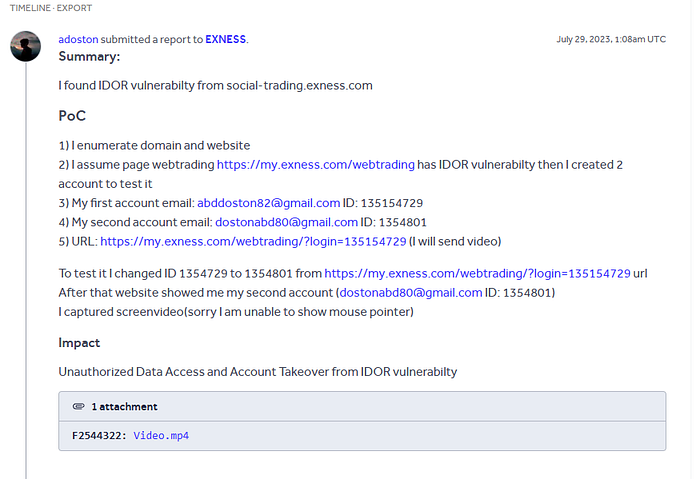 TIMELINE · EXPORT
adoston submitted a report to EXNESS.
July 29, 2023, 1:08am UTC
Summary:
I found IDOR vulnerabilty from social-trading.exness.com
PoC
1) I enumerate domain and website
2) I assume page webtrading https://my.exness.com/webtrading has IDOR vulnerabilty then I created 2
account to test it
3) My first account email: abddoston82@gmail.com ID: 135154729
4) My second account email: dostonabd80@gmail.com ID: 1354801
5) URL: https://my.exness.com/webtrading/?login=135154729 (I will send video)
To test it I changed ID 1354729 to 1354801 from https://my.exness.com/webtrading/?login=135154729 url
After that website showed me my second account (dostonabd80@gmail.com ID: 1354801)
I captured screenvideo(sorry I am unable to show mouse pointer)
Impact
Unauthorized Data Access and Account Takeover from IDOR vulnerabilty
1 attachment
F2544322: Video.mp4